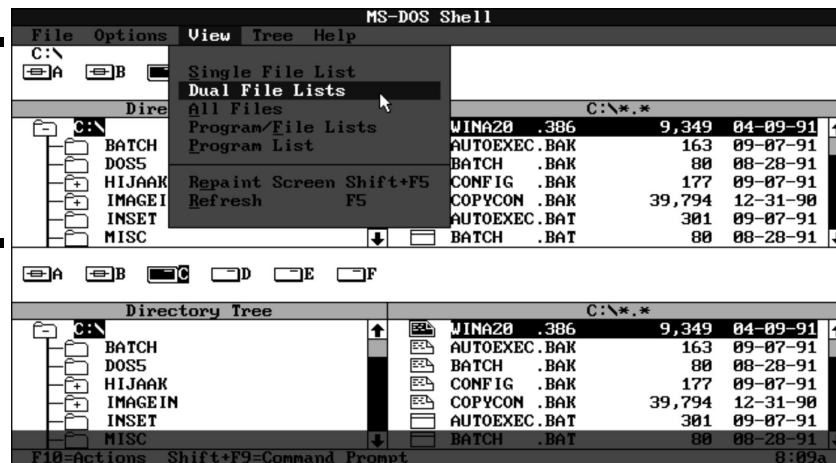 MS-DOS Shell
File Options View Tree Help
C:\
A B
Single File List
Dual File Lists
All Files
Program/File Lists
Program List
Repaint Screen Shift+F5
Refresh F5
Dire C:\*.*
C:\ WINA20 .386 9,349 04-09-91
BATCH AUTOEXEC.BAK 163 09-07-91
DOS5 BATCH .BAK 80 08-28-91
HIJAAK CONFIG .BAK 177 09-07-91
IMAGEI COPYCON .BAK 39,794 12-31-90
INSET AUTOEXEC.BAT 301 09-07-91
MISC BATCH .BAT 80 08-28-91
A B C D E F
Directory Tree C:\*.*
C:\ WINA20 .386 9,349 04-09-91
BATCH AUTOEXEC.BAK 163 09-07-91
DOS5 BATCH .BAK 80 08-28-91
HIJAAK CONFIG .BAK 177 09-07-91
IMAGEIN COPYCON .BAK 39,794 12-31-90
INSET AUTOEXEC.BAT 301 09-07-91
MISC BATCH .BAT 80 08-28-91
F10=Actions Shift+F9=Command Prompt 8:09a